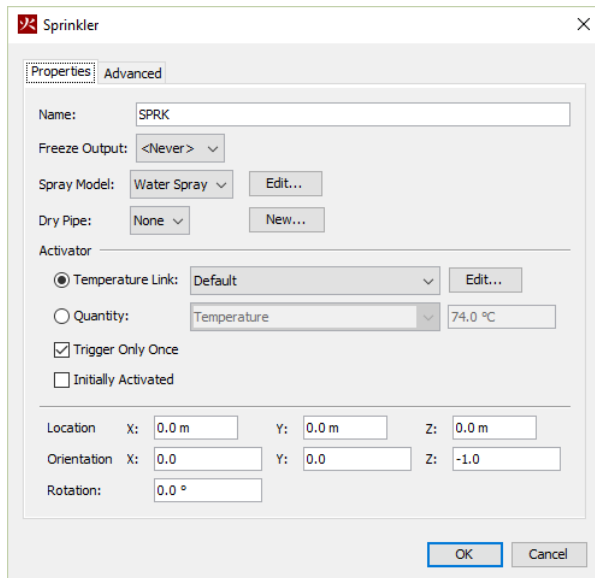 火 Sprinkler
Properties Advanced
Name: SPRK
Freeze Output: <Never>
Spray Model: Water Spray Edit...
Dry Pipe: None New...
Activator
Temperature Link: Default Edit...
Quantity: Temperature 74.0 °C
Trigger Only Once
Initially Activated
Location X: 0.0 m Y: 0.0 m Z: 0.0 m
Orientation X: 0.0 Y: 0.0 Z: -1.0
Rotation: 0.0 °
OK Cancel